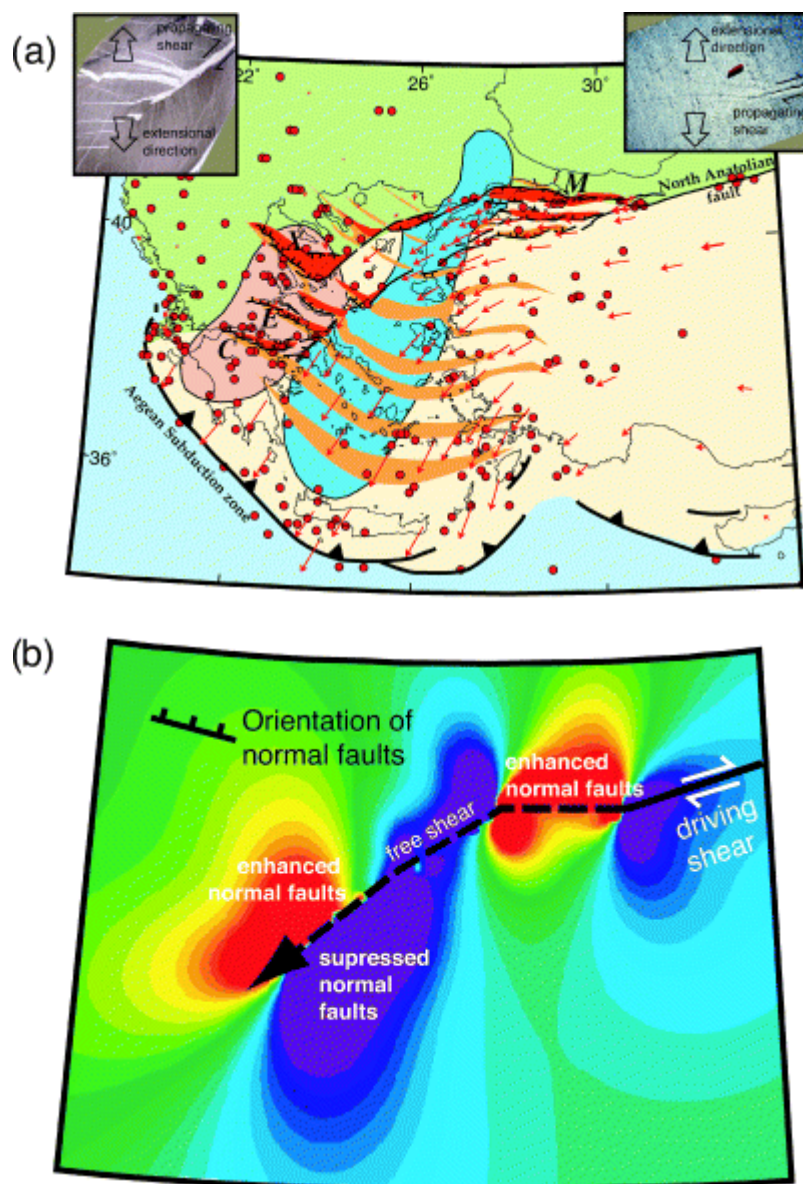 (a)
propagating
shear
extensional
direction
extensional
direction
propagating
shear
22°
26°
30°
40
36°
M
North Anatolian
fault
E
C
Aegean Subduction zone
(b)
Orientation of
normal faults
enhanced
normal faults
free shear
driving
shear
enhanced
normal faults
supressed
normal
faults